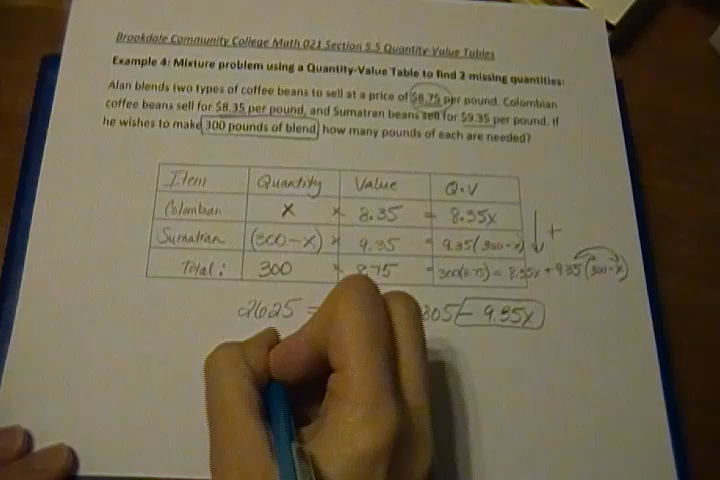 Brookdale Community College Math 021 Section 5.5 Quantity-Value Tables
Example 4: Mixture problem using a Quantity-Value Table to find 2 missing quantities:
Alan blends two types of coffee beans to sell at a price of $8.75 per pound. Colombian
coffee beans sell for $8.35 per pound, and Sumatran beans sell for $9.35 per pound. If
he wishes to make 300 pounds of blend, how many pounds of each are needed?
Item Quantity Value Q·V
Colombian x × 8.35 = 8.35x
Sumatran (300-x) × 9.35 = 9.35(300-x) +
Total: 300 × 8.75 = 300(8.75) = 8.35x + 9.35(300-x)
2625 = 805 - 9.35x